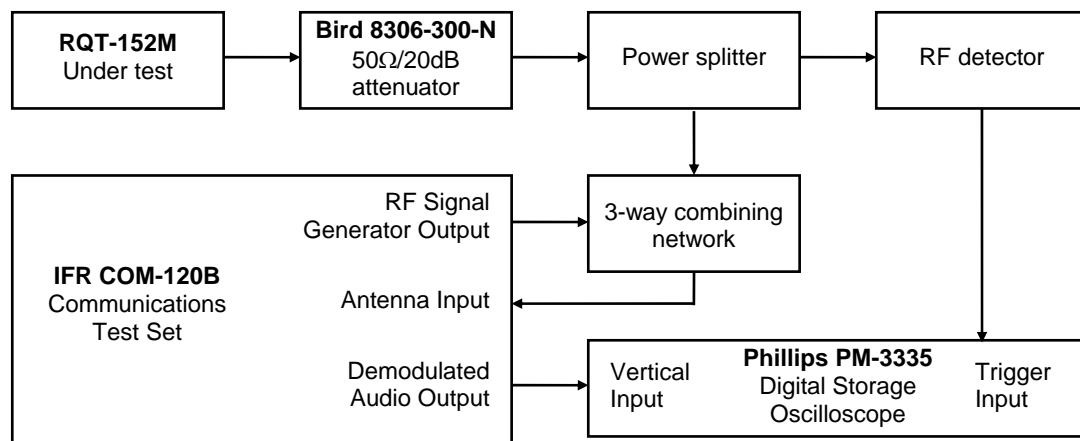 RQT-152M
Under test
Bird 8306-300-N
50Ω/20dB
attenuator
Power splitter
RF detector
RF Signal
Generator Output
3-way combining
network
IFR COM-120B
Communications
Test Set
Antenna Input
Demodulated
Audio Output
Vertical
Input
Phillips PM-3335
Digital Storage
Oscilloscope
Trigger
Input